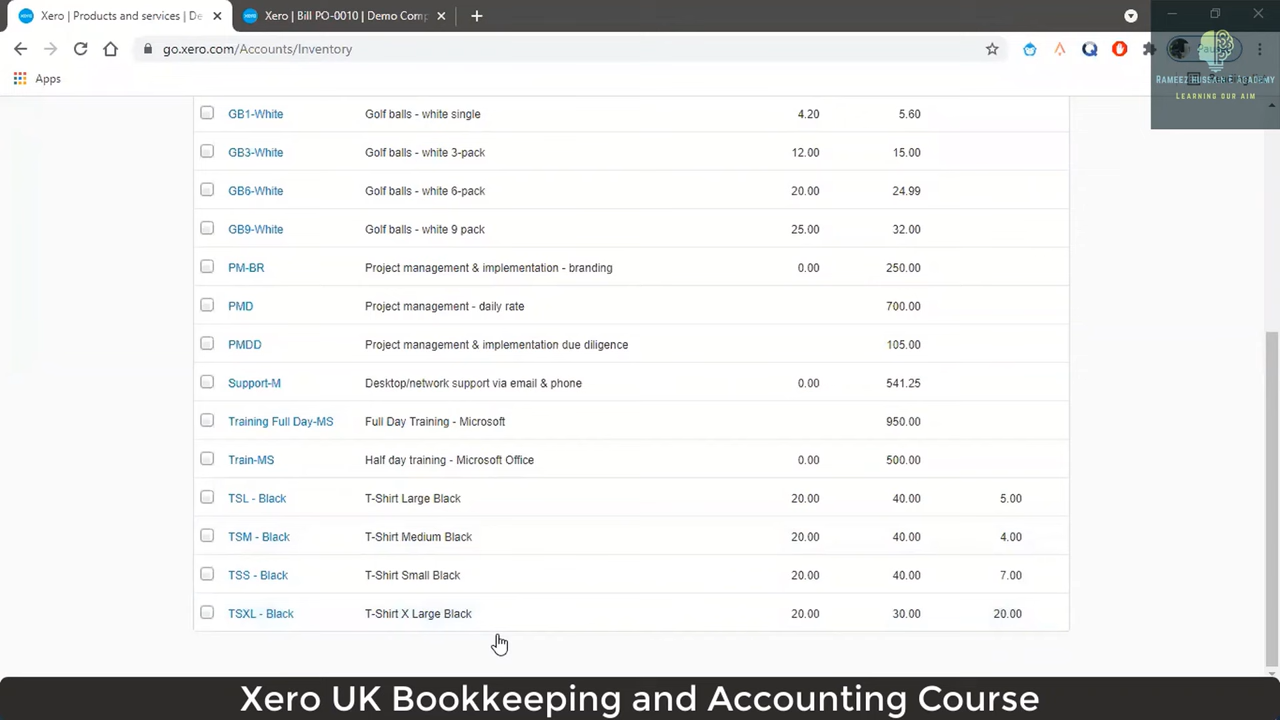 Xero | Products and services | De
Xero | Bill PO-0010 | Demo Comp
go.xero.com/Accounts/Inventory
Apps
RAMEEZ HUSSAIN'S ACADEMY
LEARNING OUR AIM
GB1-White Golf balls - white single 4.20 5.60
GB3-White Golf balls - white 3-pack 12.00 15.00
GB6-White Golf balls - white 6-pack 20.00 24.99
GB9-White Golf balls - white 9 pack 25.00 32.00
PM-BR Project management & implementation - branding 0.00 250.00
PMD Project management - daily rate 700.00
PMDD Project management & implementation due diligence 105.00
Support-M Desktop/network support via email & phone 0.00 541.25
Training Full Day-MS Full Day Training - Microsoft 950.00
Train-MS Half day training - Microsoft Office 0.00 500.00
TSL - Black T-Shirt Large Black 20.00 40.00 5.00
TSM - Black T-Shirt Medium Black 20.00 40.00 4.00
TSS - Black T-Shirt Small Black 20.00 40.00 7.00
TSXL - Black T-Shirt X Large Black 20.00 30.00 20.00
Xero UK Bookkeeping and Accounting Course